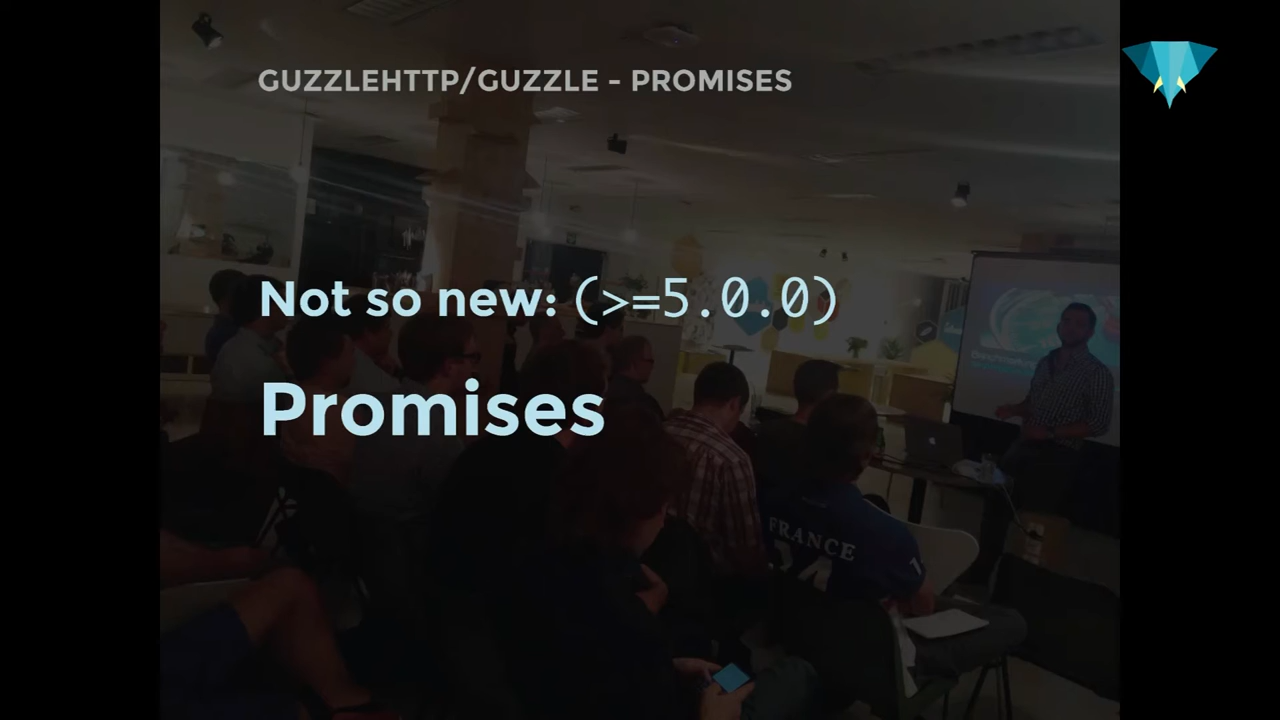 GUZZLEHTTP/GUZZLE - PROMISES
Not so new: (>=5.0.0)
Promises
FRANCE